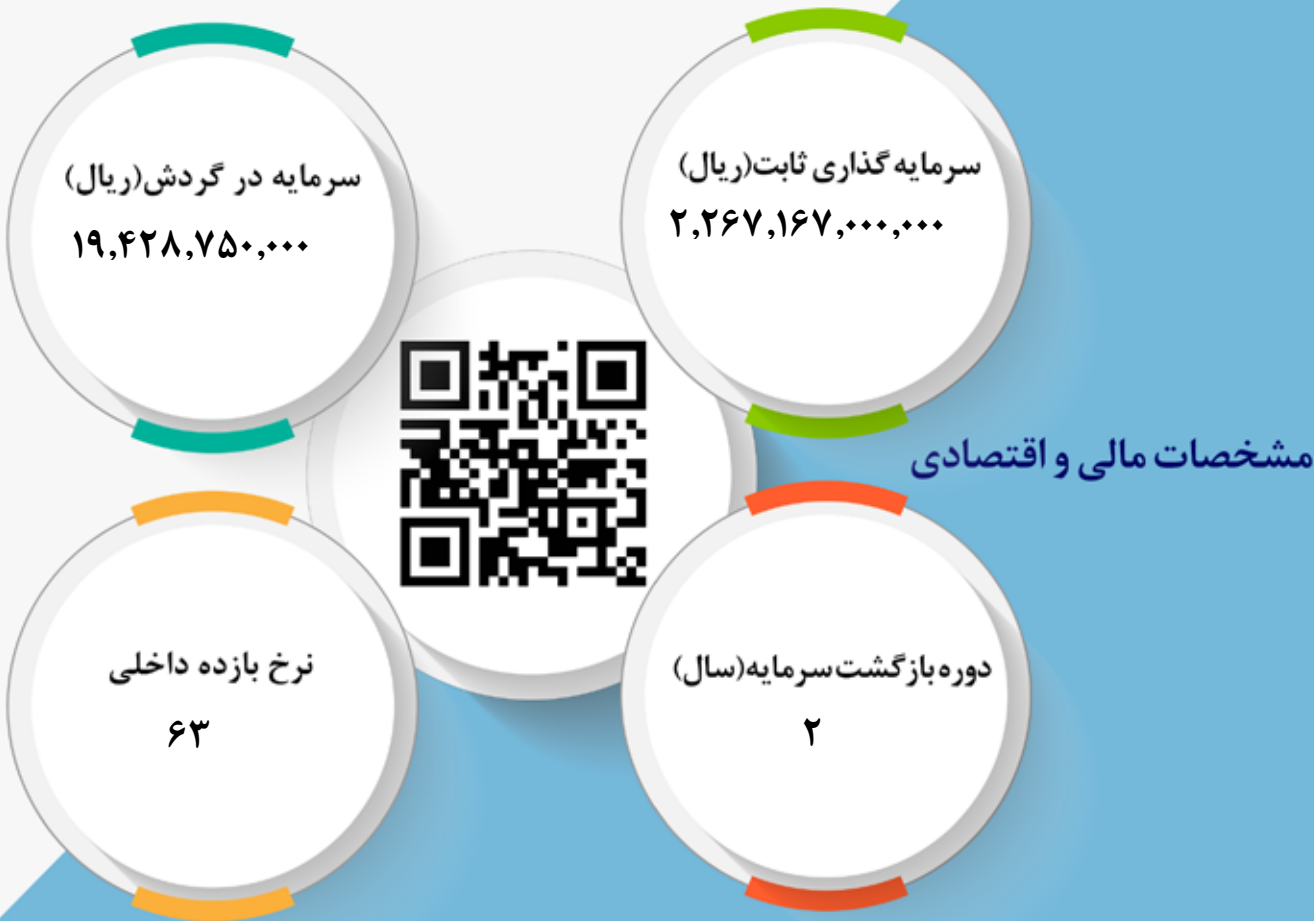 سرمایه گذاری ثابت(ریال)
۲,۲۶۷,۱۶۷,۰۰۰,۰۰۰
سرمایه در گردش(ریال)
۱۹,۴۲۸,۷۵۰,۰۰۰
مشخصات مالی و اقتصادی
دوره بازگشت سرمایه(سال)
۲
نرخ بازده داخلی
۶۳